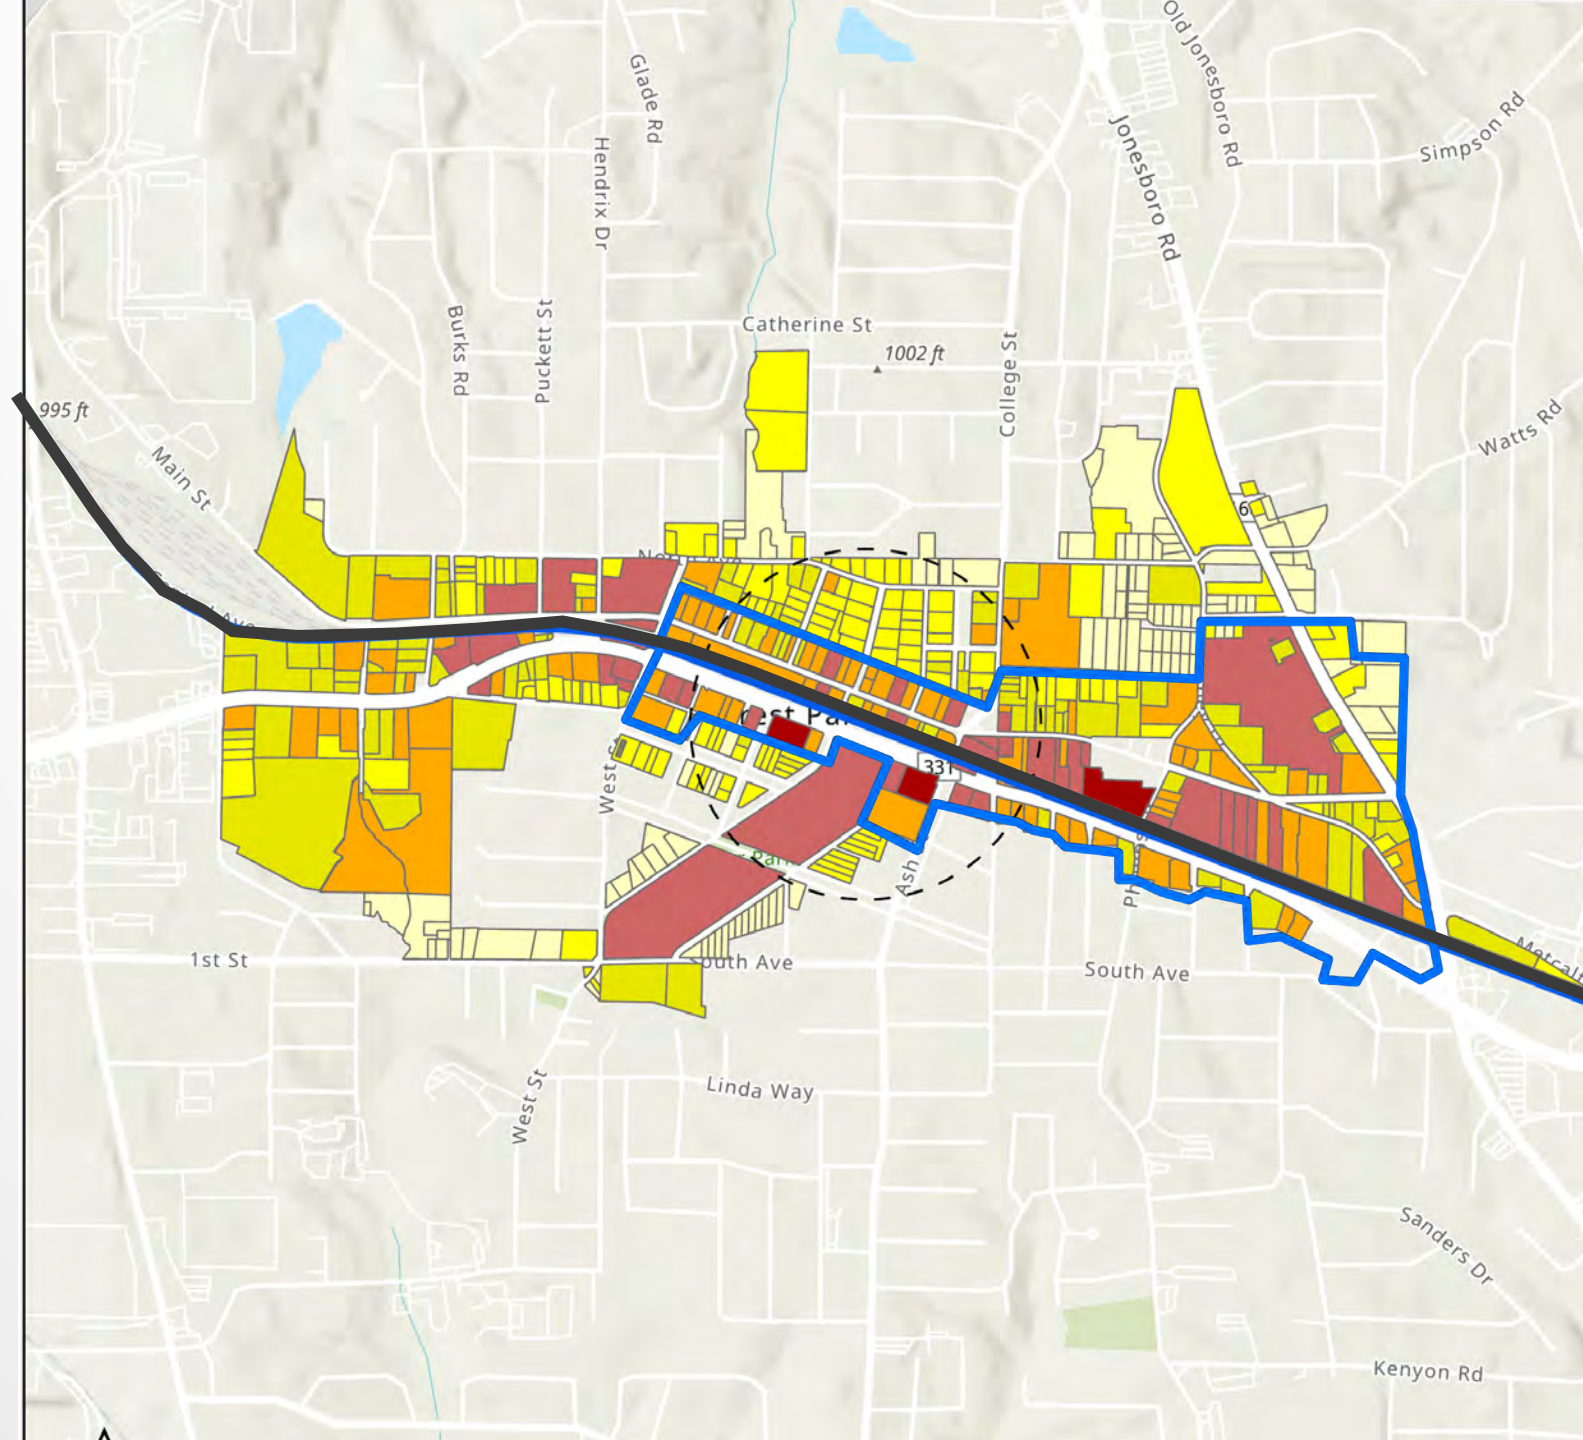 Old Jonesboro Rd
Glade Rd
Jonesboro Rd
Simpson Rd
Hendrix Dr
Burks Rd
Puckett St
Catherine St
1002 ft
College St
995 ft
Main St
Watts Rd
6
331
West St
Ash
Park
1st St
South Ave
South Ave
Linda Way
West St
Sanders Dr
Kenyon Rd